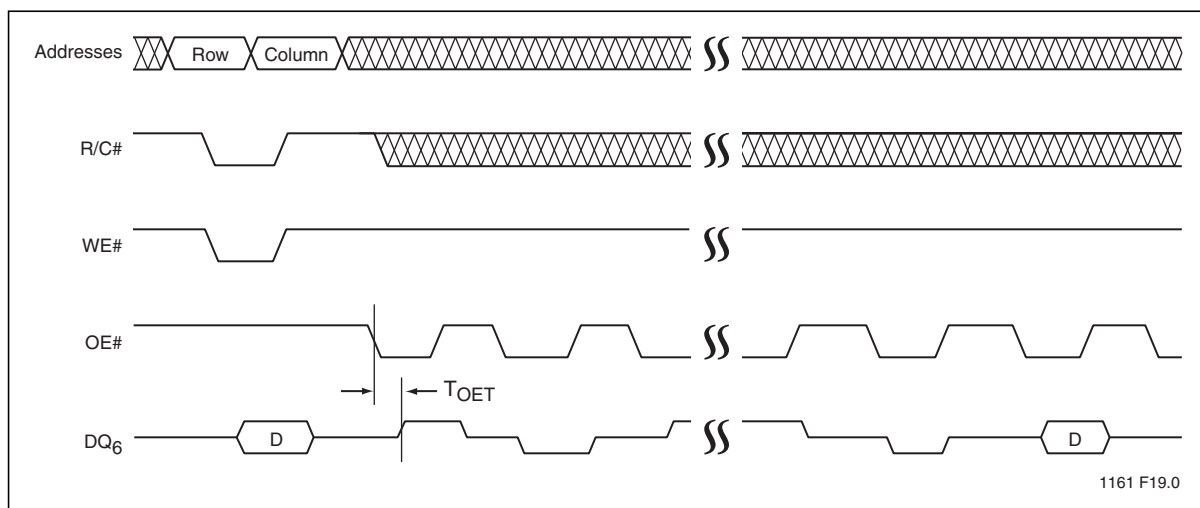 Addresses Row Column
R/C#
WE#
OE#
TOET
DQ6 D D
1161 F19.0